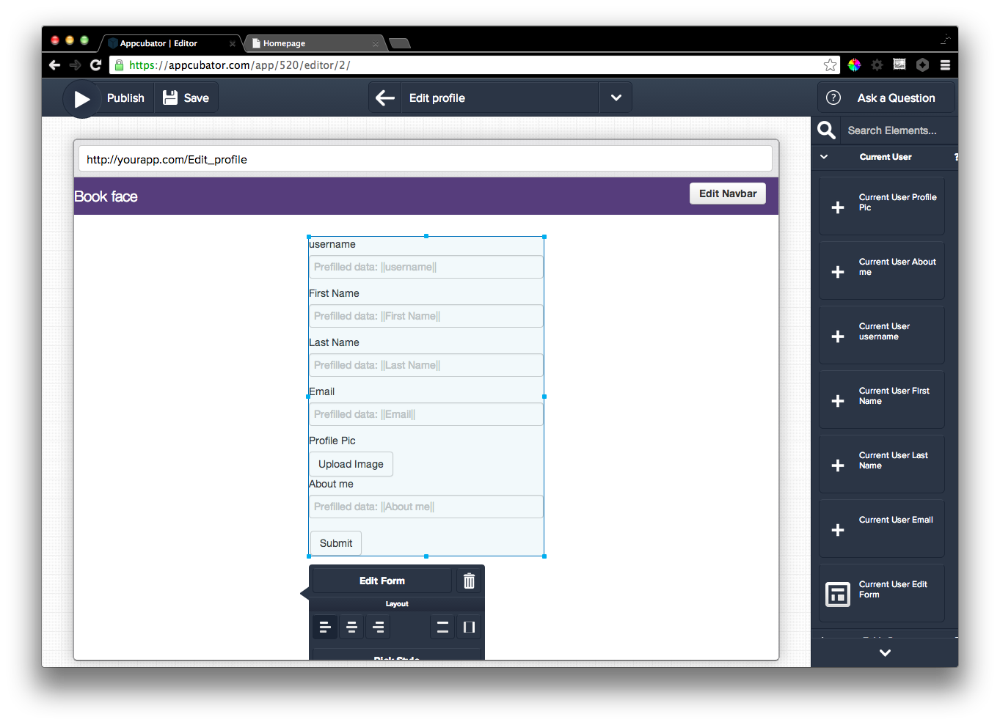 Appcubator | Editor
Homepage
https://appcubator.com/app/520/editor/2/
Publish
Save
Edit profile
? Ask a Question
Search Elements...
http://yourapp.com/Edit_profile
Current User ?
Book face
Edit Navbar
username
Prefilled data: ||username||
First Name
Prefilled data: ||First Name||
Last Name
Prefilled data: ||Last Name||
Email
Prefilled data: ||Email||
Profile Pic
Upload Image
About me
Prefilled data: ||About me||
Submit
Edit Form
Layout
Pick Style
Current User Profile
Pic
Current User About
me
Current User
username
Current User First
Name
Current User Last
Name
Current User Email
Current User Edit
Form